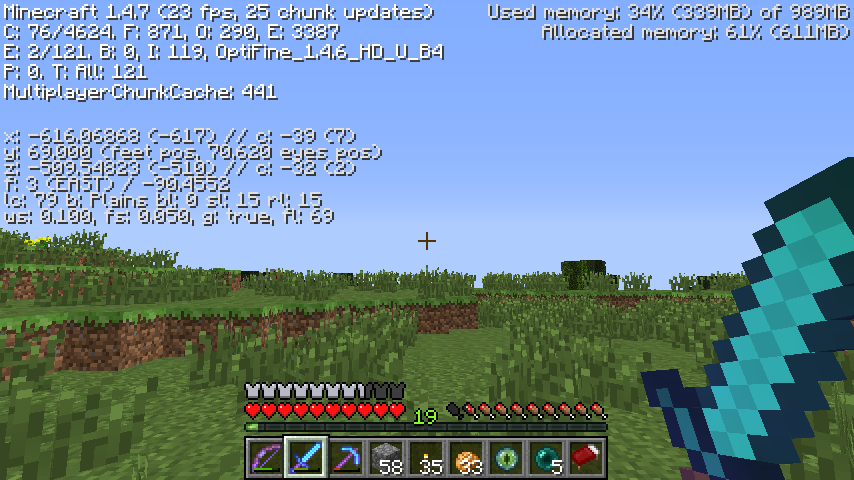 Minecraft 1.4.7 (23 fps, 25 chunk updates)
Used memory: 34% (339MB) of 989MB
C: 76/4624. F: 871, O: 290, E: 3387
Allocated memory: 61% (611MB)
E: 2/121. B: 0, I: 119, OptiFine_1.4.6_HD_U_B4
P: 0. T: All: 121
MultiplayerChunkCache: 441
x: -616.06868 (-617) // c: -39 (7)
y: 69.000 (feet pos, 70.620 eyes pos)
z: -509.54823 (-510) // c: -32 (2)
f: 3 (EAST) / -90.4552
lc: 79 b: Plains bl: 0 sl: 15 rl: 15
ws: 0.100, fs: 0.050, g: true, fl: 69
19
58 35 33 5